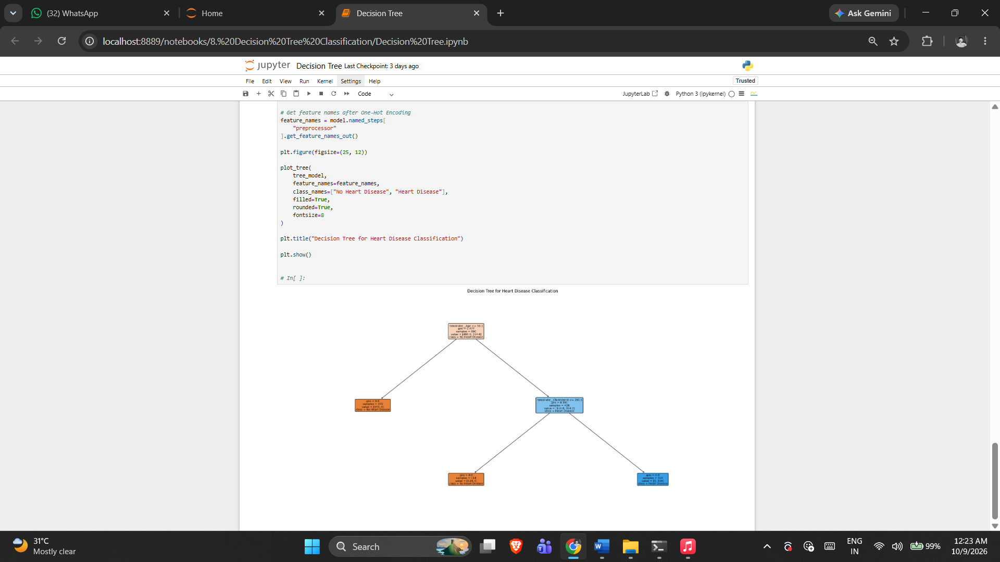 (32) WhatsApp
Home
Decision Tree
Ask Gemini
localhost:8889/notebooks/8.%20Decision%20Tree%20Classification/Decision%20Tree.ipynb
jupyter Decision Tree Last Checkpoint: 3 days ago
File Edit View Run Kernel Settings Help
Trusted
Code
JupyterLab
Python 3 (ipykernel)
# Get feature names after One-Hot Encoding
feature_names = model.named_steps[
"preprocessor"
].get_feature_names_out()
plt.figure(figsize=(25, 12))
plot_tree(
tree_model,
feature_names=feature_names,
class_names=["No Heart Disease", "Heart Disease"],
filled=True,
rounded=True,
fontsize=8
)
plt.title("Decision Tree for Heart Disease Classification")
plt.show()
# In[ ]:
Decision Tree for Heart Disease Classification
remainder__Age <= 50.5
gini = 0.477
samples = 800
value = [486.0, 314.0]
class = No Heart Disease
gini = 0.0
samples = 372
value = [372, 0]
class = No Heart Disease
remainder__Cholesterol <= 200.5
gini = 0.391
samples = 428
value = [114.0, 314.0]
class = Heart Disease
gini = 0.0
samples = 114
value = [114, 0]
class = No Heart Disease
gini = 0.0
samples = 314
value = [0, 314]
class = Heart Disease
31°C
Mostly clear
Search
ENG
IN
99%
12:23 AM
10/9/2026